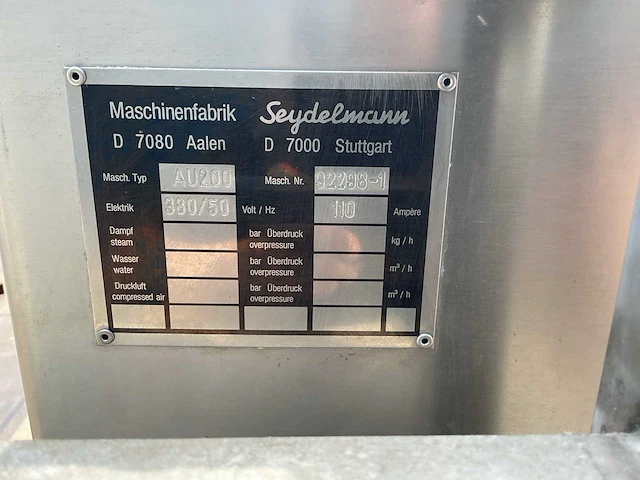 Maschinenfabrik Seydelmann
D 7080 Aalen D 7000 Stuttgart
Masch. Typ AU200 Masch. Nr. 92298-1
Elektrik 380/50 Volt / Hz 110 Ampère
Dampf bar Überdruck kg / h
steam overpressure
Wasser bar Überdruck m³ / h
water overpressure
Druckluft bar Überdruck m³ / h
compressed air overpressure